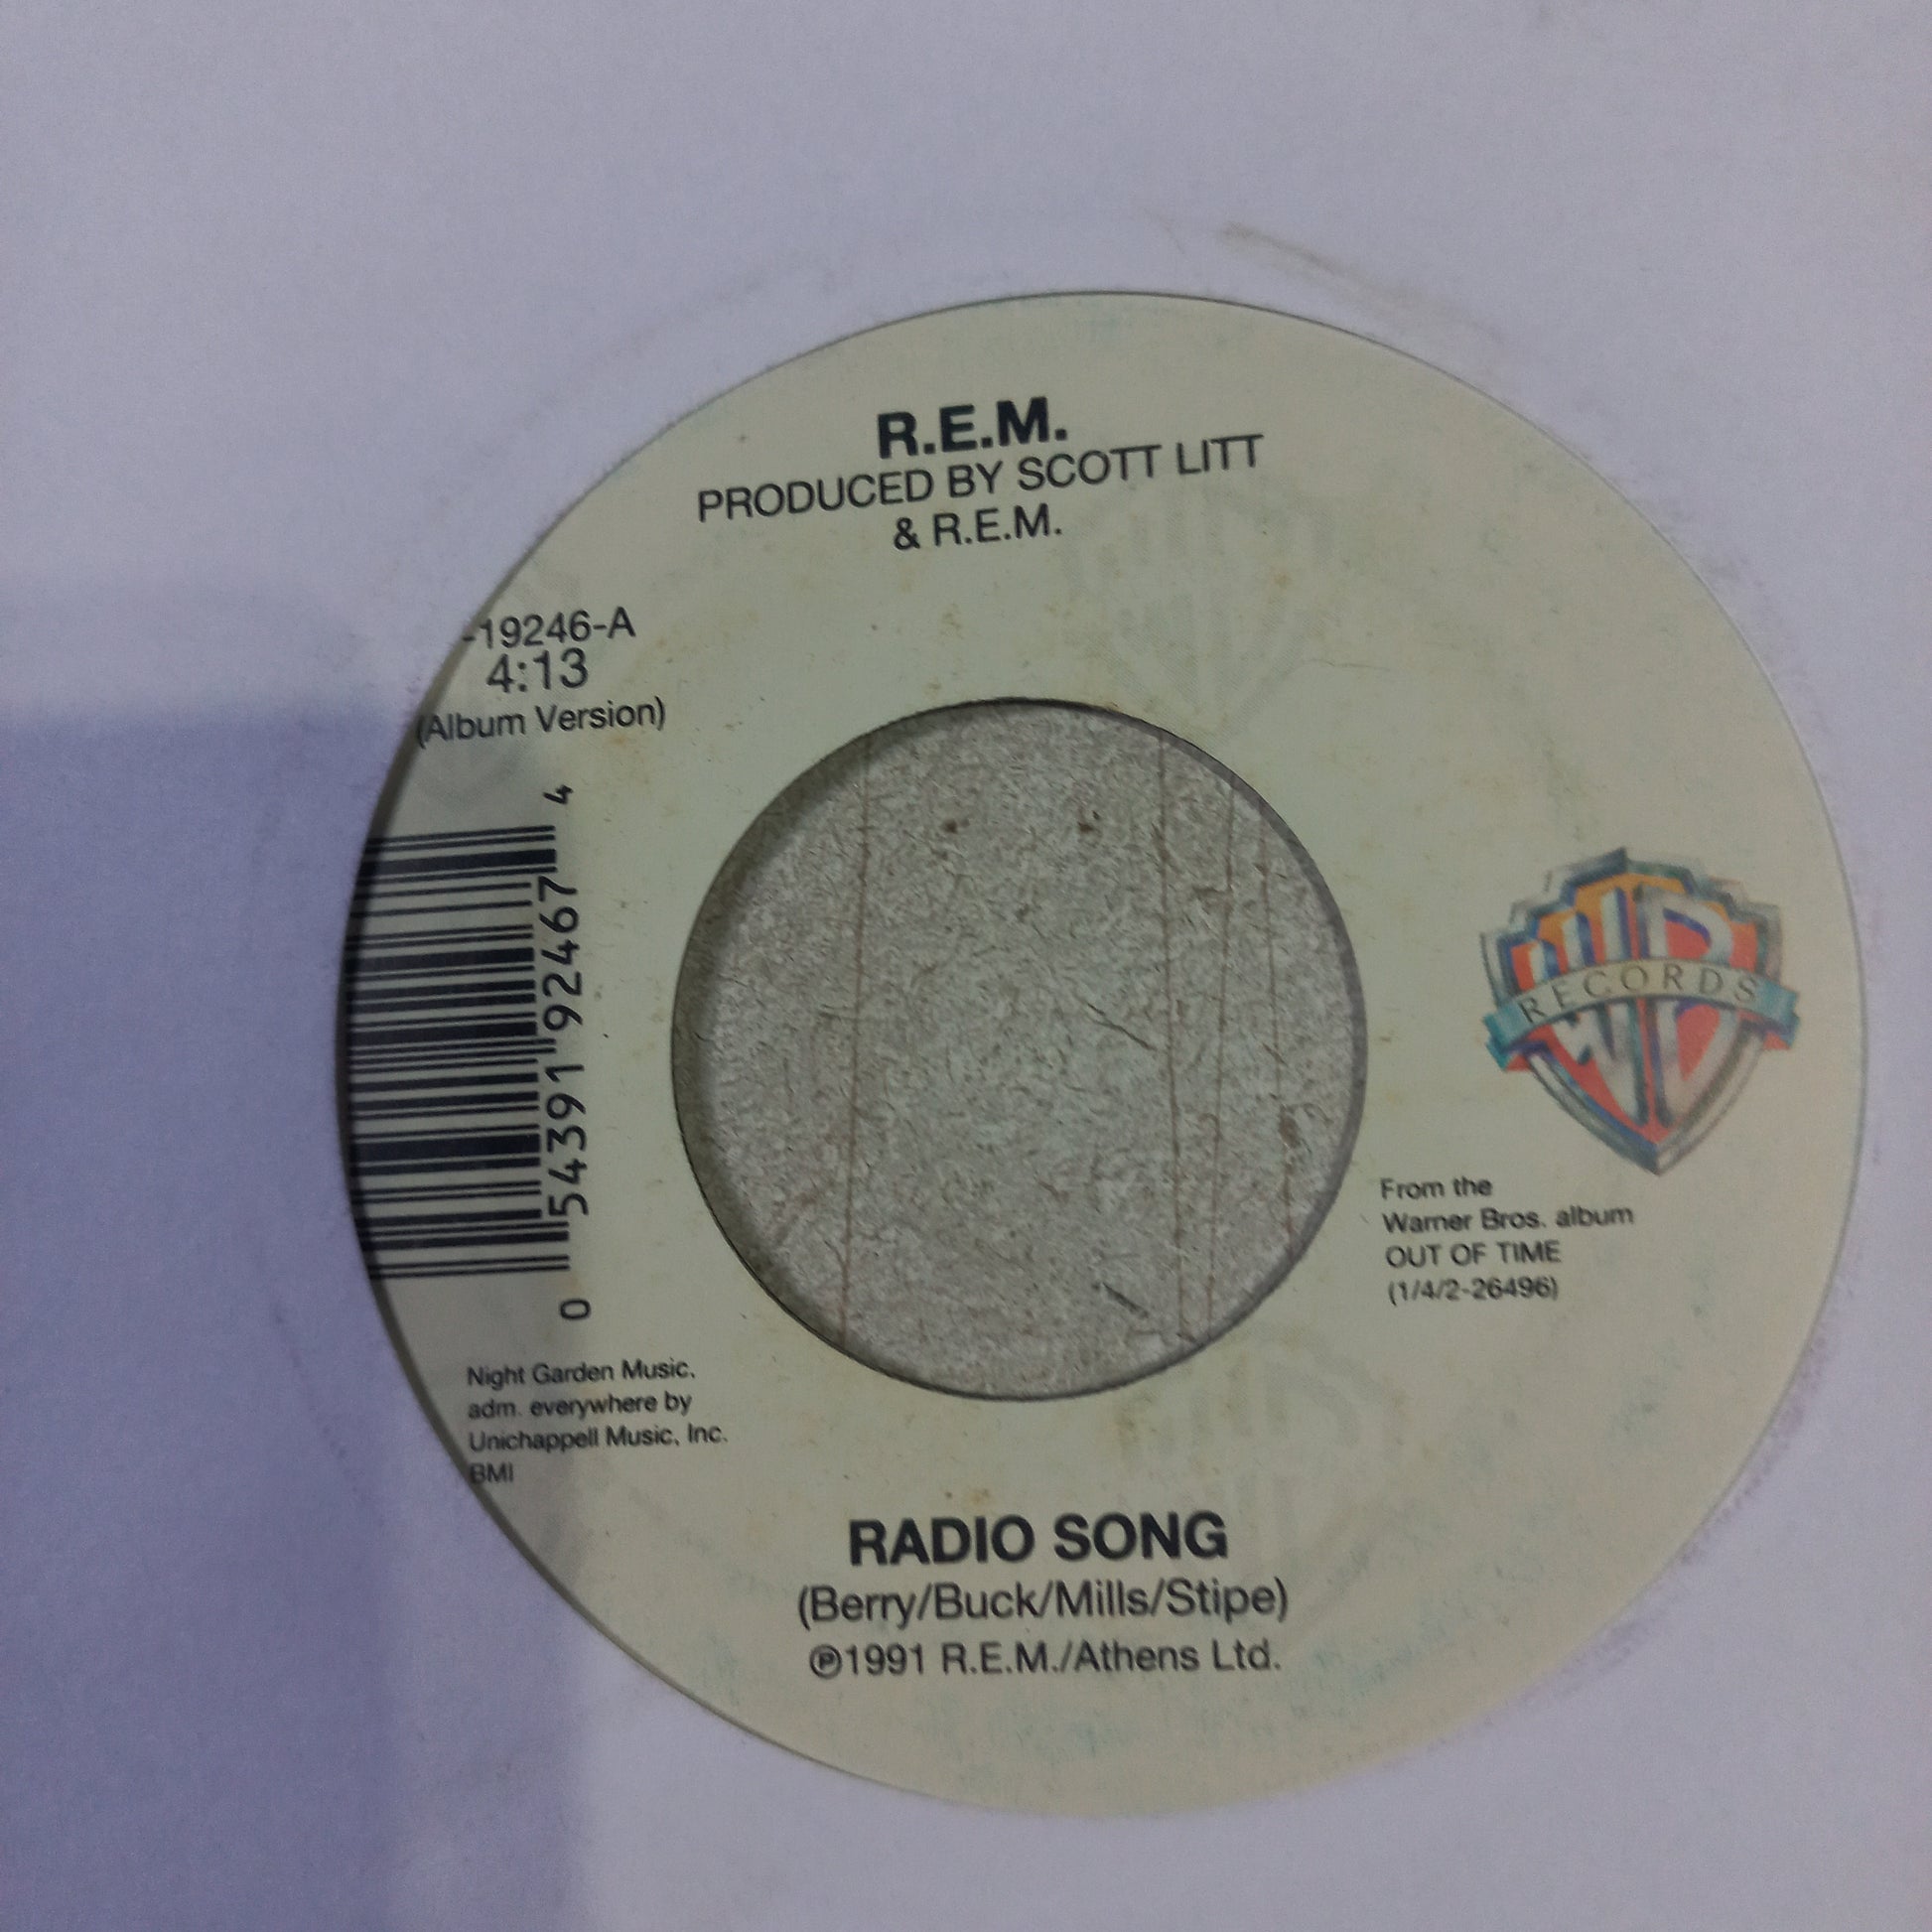 R.E.M.
PRODUCED BY SCOTT LITT
& R.E.M.
-19246-A
4:13
(Album Version)
0 54391 92467 4
WB
RECORDS
From the
Warner Bros. album
OUT OF TIME
(1/4/2-26496)
Night Garden Music,
adm. everywhere by
Unichappell Music, Inc.
BMI
RADIO SONG
(Berry/Buck/Mills/Stipe)
℗1991 R.E.M./Athens Ltd.